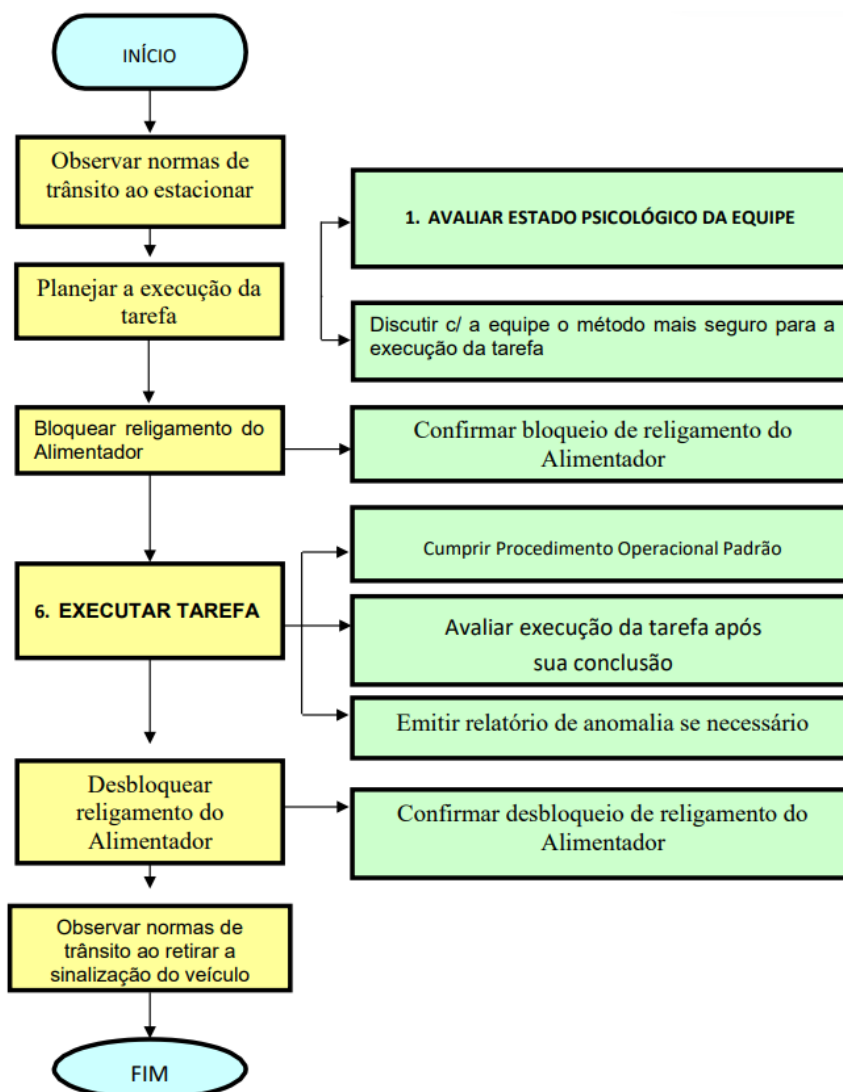 INÍCIO
Observar normas de
trânsito ao estacionar
1. AVALIAR ESTADO PSICOLÓGICO DA EQUIPE
Planejar a execução da
tarefa
Discutir c/ a equipe o método mais seguro para a
execução da tarefa
Bloquear religamento do
Alimentador
Confirmar bloqueio de religamento do
Alimentador
Cumprir Procedimento Operacional Padrão
6. EXECUTAR TAREFA
Avaliar execução da tarefa após
sua conclusão
Emitir relatório de anomalia se necessário
Desbloquear
religamento do
Alimentador
Confirmar desbloqueio de religamento do
Alimentador
Observar normas de
trânsito ao retirar a
sinalização do veículo
FIM